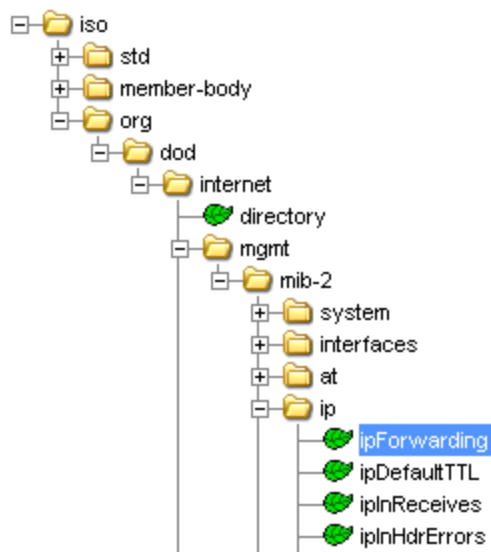 iso
std
member-body
org
dod
internet
directory
mgmt
mib-2
system
interfaces
at
ip
ipForwarding
ipDefaultTTL
ipInReceives
ipInHdrErrors